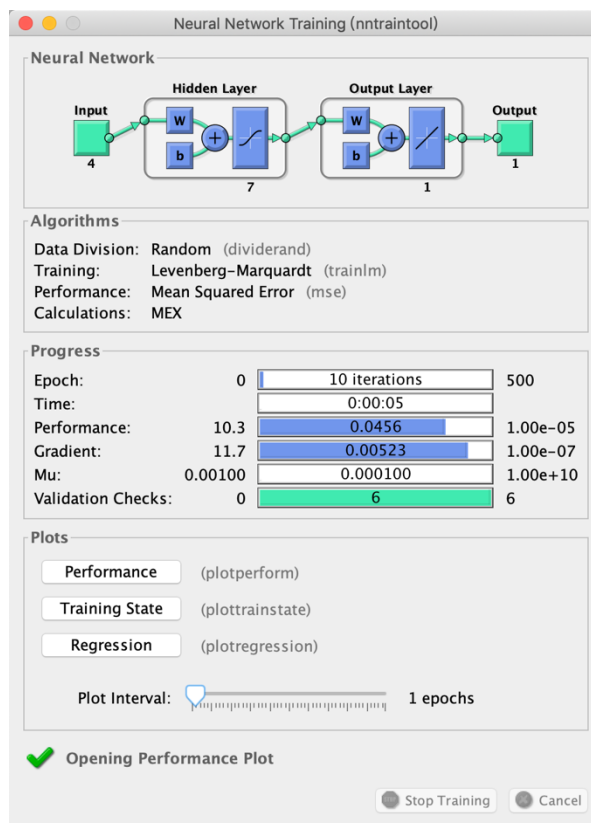 Neural Network Training (nntraintool)
Neural Network
Hidden Layer Output Layer
Input Output
W W
b b
4 1
7 1
Algorithms
Data Division: Random (dividerand)
Training: Levenberg-Marquardt (trainlm)
Performance: Mean Squared Error (mse)
Calculations: MEX
Progress
Epoch: 0 10 iterations 500
Time: 0:00:05
Performance: 10.3 0.0456 1.00e-05
Gradient: 11.7 0.00523 1.00e-07
Mu: 0.00100 0.000100 1.00e+10
Validation Checks: 0 6 6
Plots
Performance (plotperform)
Training State (plottrainstate)
Regression (plotregression)
Plot Interval: 1 epochs
Opening Performance Plot
Stop Training Cancel